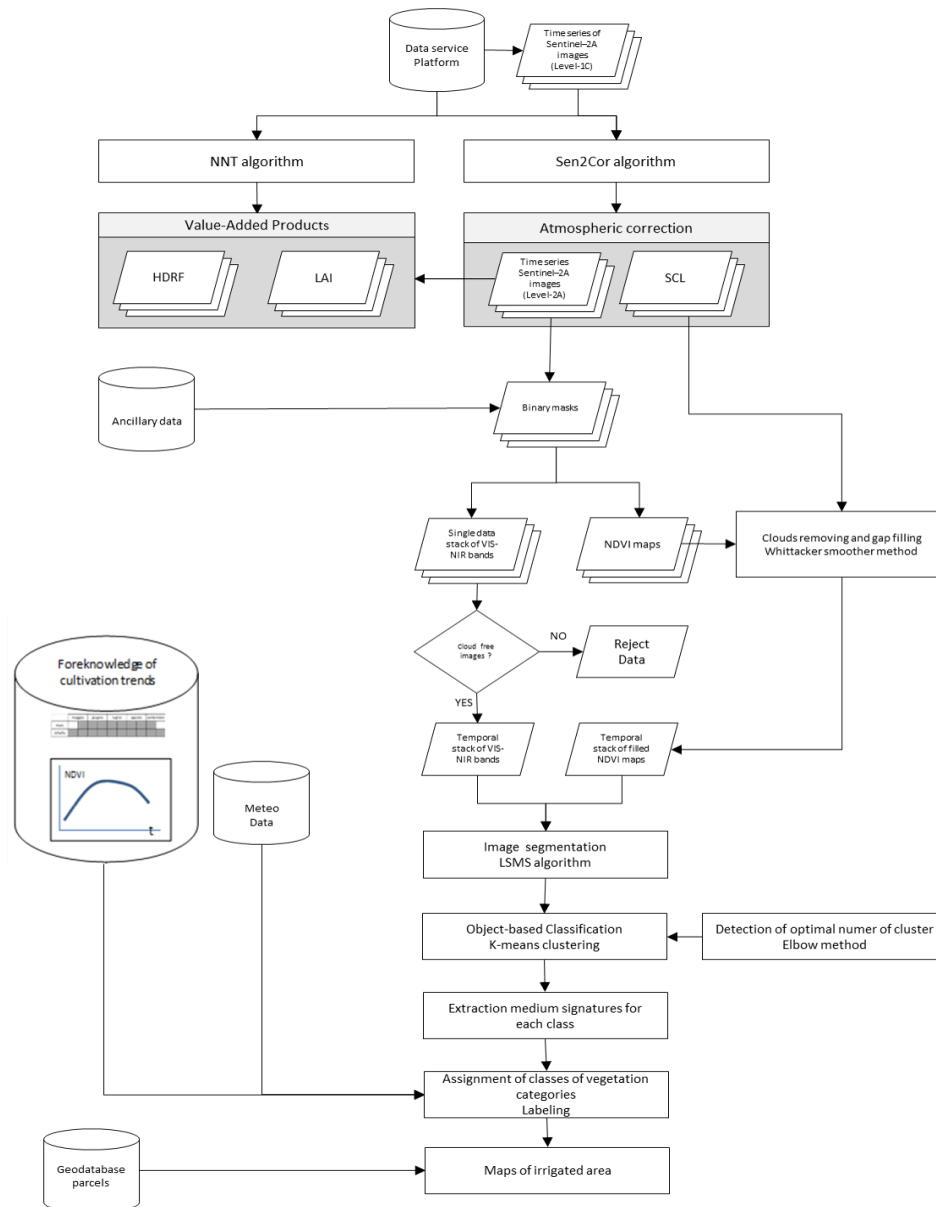 Data service
Platform
Time series of
Sentinel-2A
images
(Level-1C)
NNT algorithm
Sen2Cor algorithm
Value-Added Products
Atmospheric correction
HDRF
LAI
Time series
Sentinel-2A
images
(Level-2A)
SCL
Ancillary data
Binary masks
Single data
stack of VIS-
NIR bands
NDVI maps
Clouds removing and gap filling
Whittacker smoother method
Cloud free
images ?
NO
Reject
Data
YES
Foreknowledge of
cultivation trends
NDVI
t
Meteo
Data
Temporal
stack of VIS-
NIR bands
Temporal
stack of filled
NDVI maps
Image segmentation
LSMS algorithm
Object-based Classification
K-means clustering
Detection of optimal numer of cluster
Elbow method
Extraction medium signatures for
each class
Assignment of classes of vegetation
categories
Labeling
Geodatabase
parcels
Maps of irrigated area